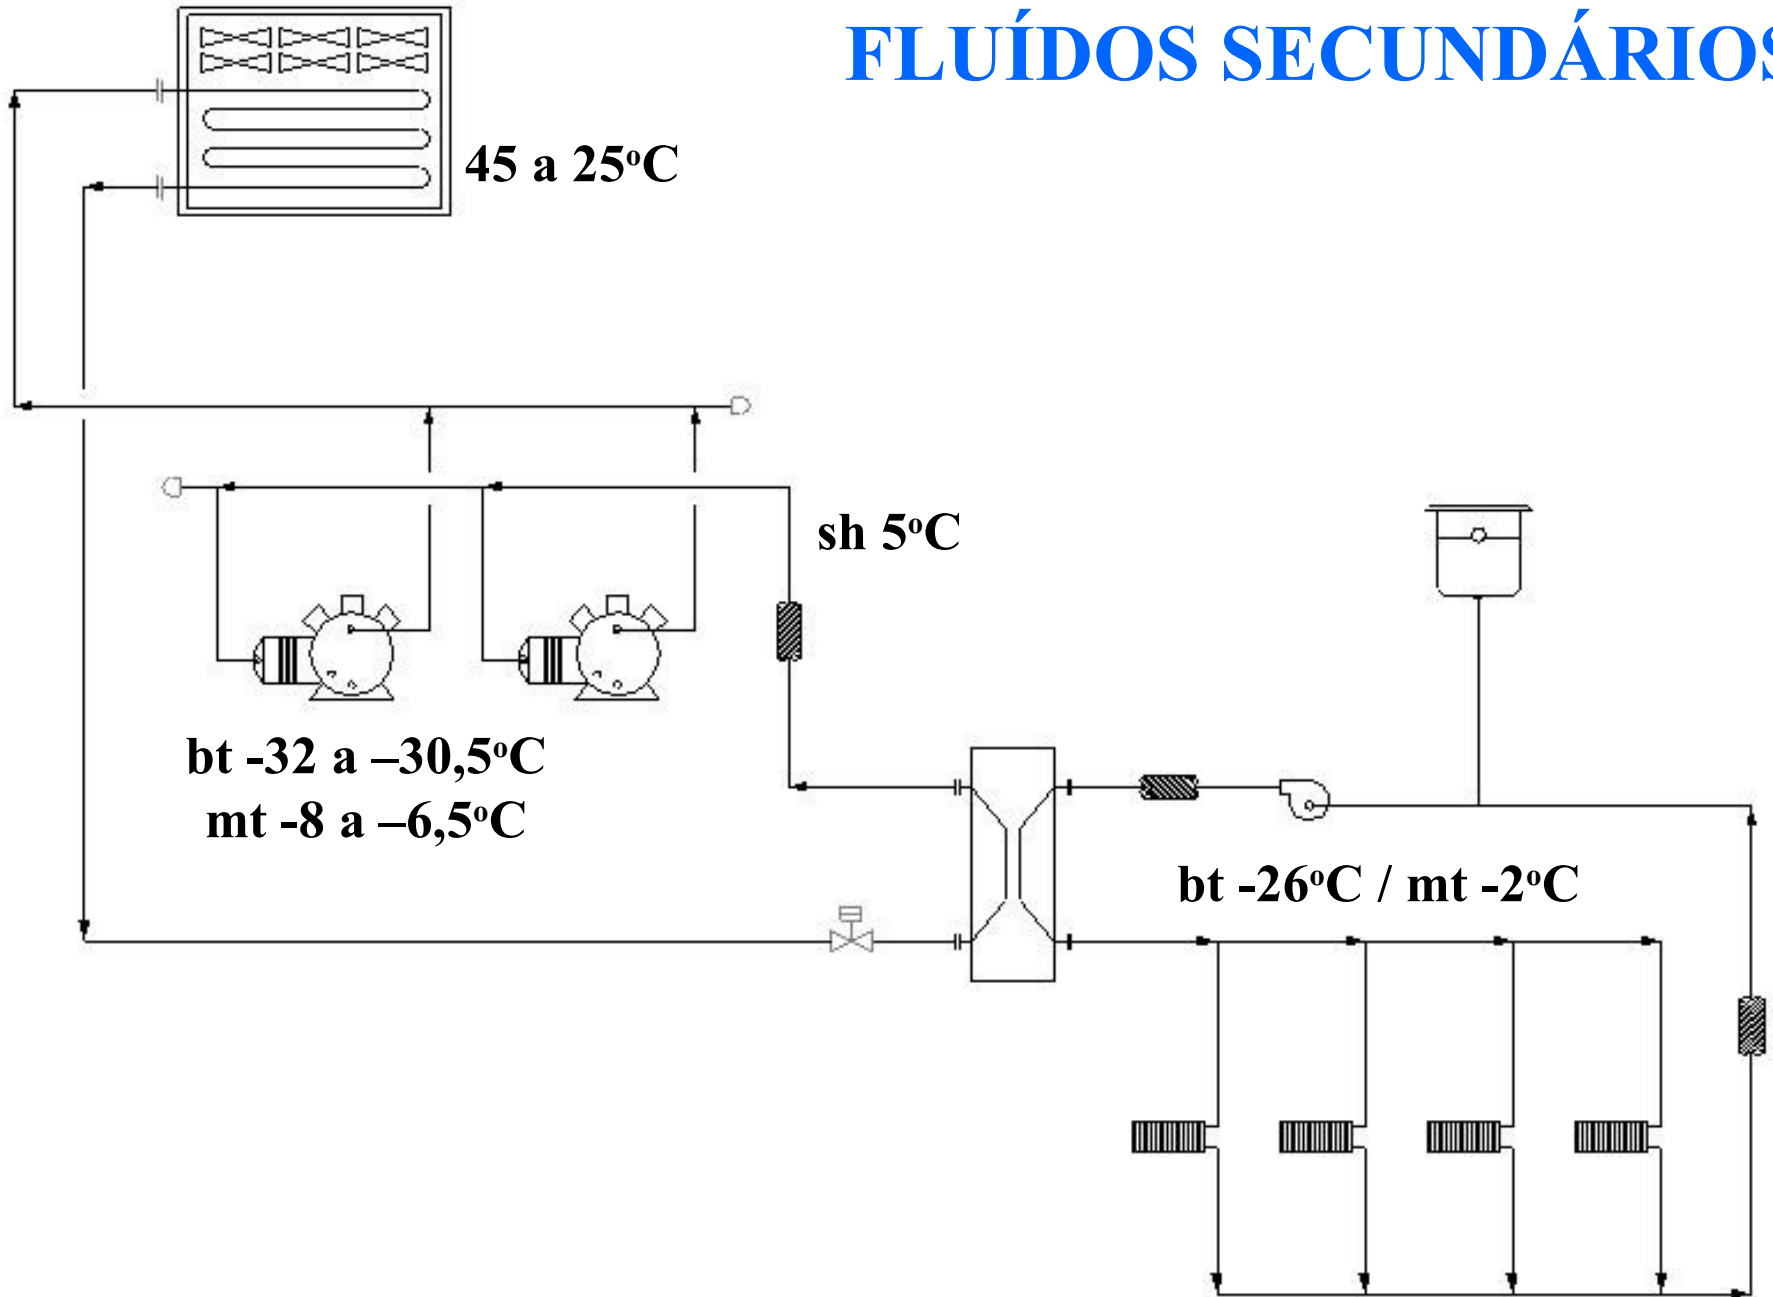 FLUÍDOS SECUNDÁRIOS
45 a 25ºC
sh 5ºC
bt -32 a –30,5ºC
mt -8 a –6,5ºC
bt -26ºC / mt -2ºC